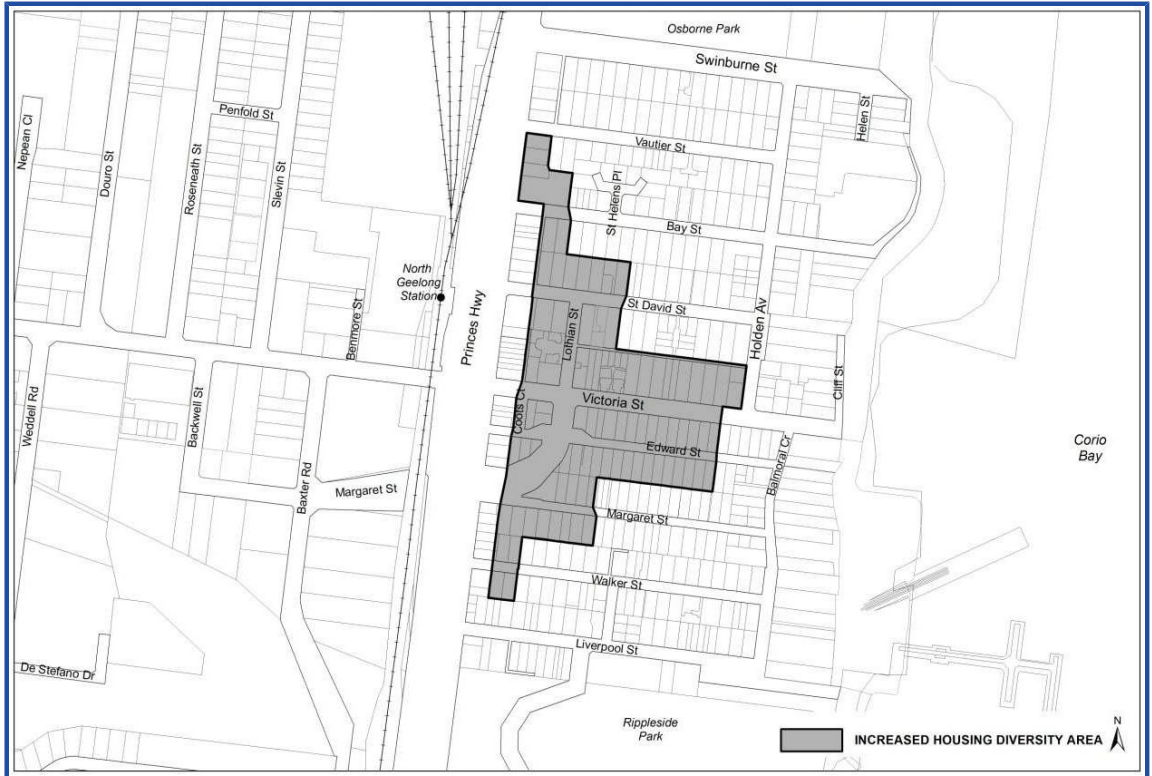 Osborne Park
Swinburne St
Helen St
Penfold St
Nepean Cl
Douro St
Roseneath St
Slevin St
Vautier St
St Helens Pl
Bay St
North
Geelong
Station
Princes Hwy
Benmore St
St David St
Lothian St
Holden Av
Cliff St
Weddell Rd
Backwell St
Baxter Rd
Coots Ct
Victoria St
Edward St
Balmoral Cr
Corio
Bay
Margaret St
Margaret St
Walker St
Liverpool St
De Stefano Dr
Rippleside
Park
INCREASED HOUSING DIVERSITY AREA
N